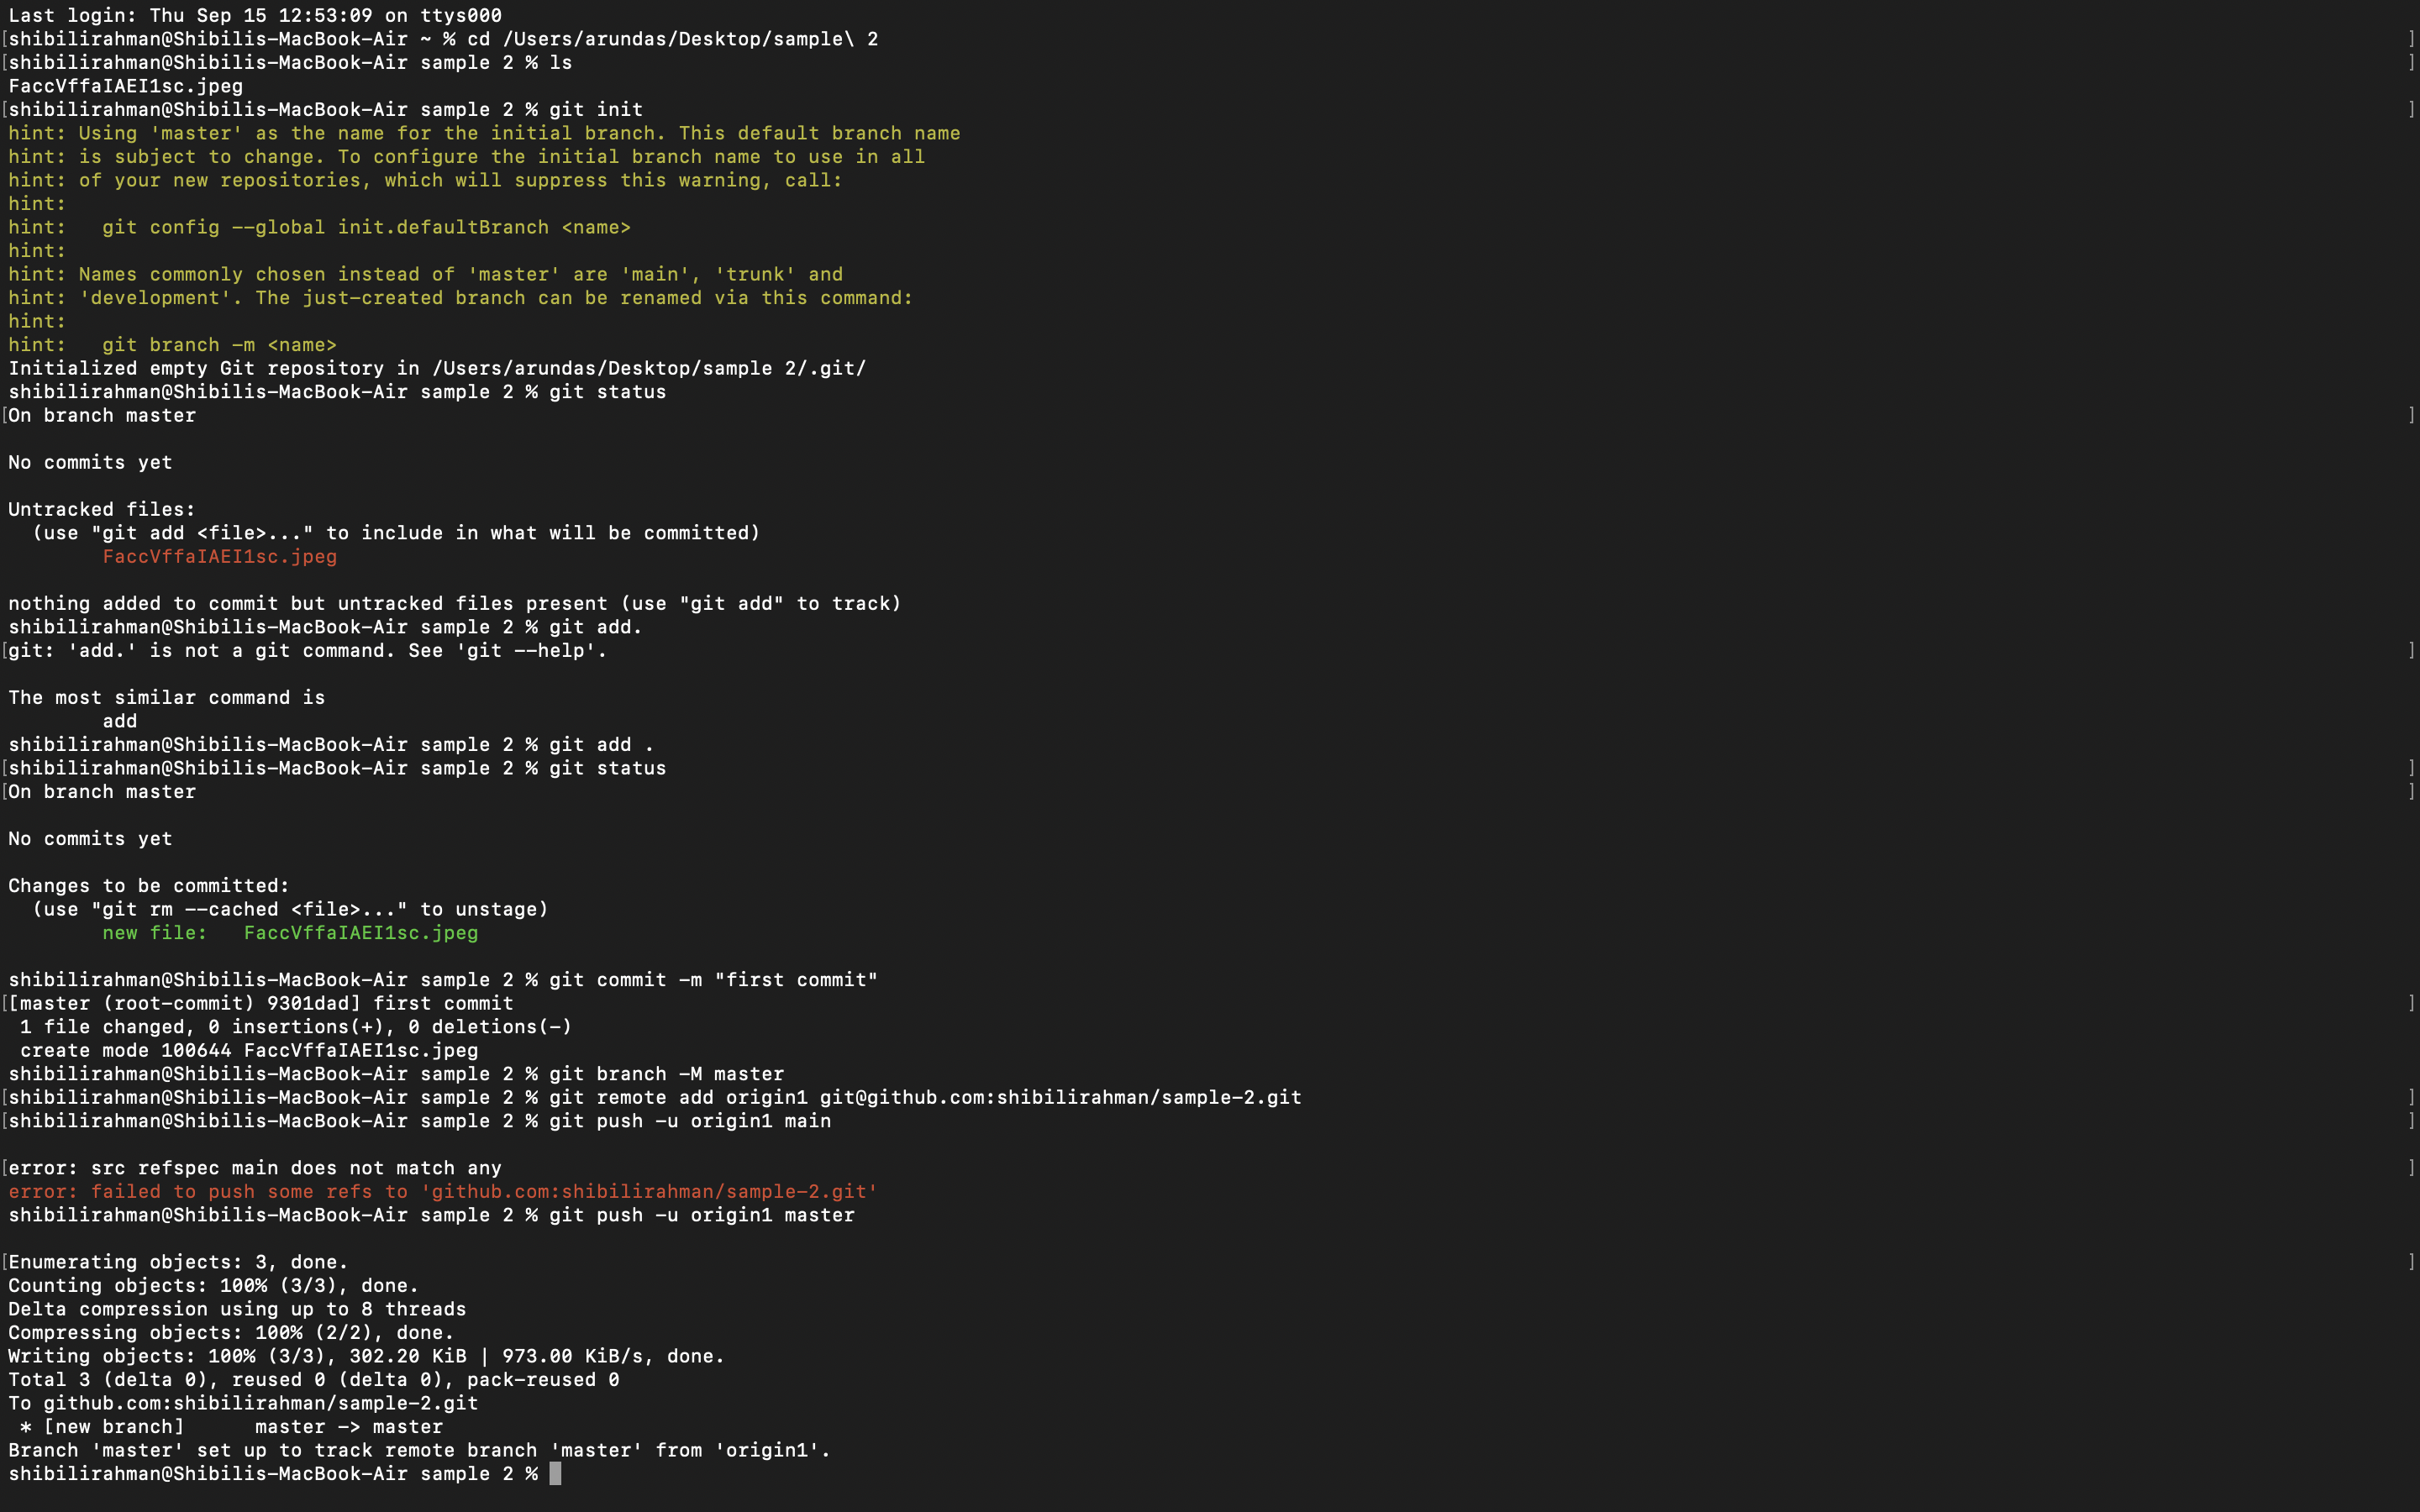 Last login: Thu Sep 15 12:53:09 on ttys000
[shibilirahman@Shibilis-MacBook-Air ~ % cd /Users/arundas/Desktop/sample\ 2 ]
[shibilirahman@Shibilis-MacBook-Air sample 2 % ls ]
FaccVffaIAEI1sc.jpeg
[shibilirahman@Shibilis-MacBook-Air sample 2 % git init ]
hint: Using 'master' as the name for the initial branch. This default branch name
hint: is subject to change. To configure the initial branch name to use in all
hint: of your new repositories, which will suppress this warning, call:
hint:
hint:   git config --global init.defaultBranch <name>
hint:
hint: Names commonly chosen instead of 'master' are 'main', 'trunk' and
hint: 'development'. The just-created branch can be renamed via this command:
hint:
hint:   git branch -m <name>
Initialized empty Git repository in /Users/arundas/Desktop/sample 2/.git/
shibilirahman@Shibilis-MacBook-Air sample 2 % git status
[On branch master ]
No commits yet
Untracked files:
  (use "git add <file>..." to include in what will be committed)
        FaccVffaIAEI1sc.jpeg
nothing added to commit but untracked files present (use "git add" to track)
shibilirahman@Shibilis-MacBook-Air sample 2 % git add.
[git: 'add.' is not a git command. See 'git --help'. ]
The most similar command is
        add
shibilirahman@Shibilis-MacBook-Air sample 2 % git add .
[shibilirahman@Shibilis-MacBook-Air sample 2 % git status ]
[On branch master ]
No commits yet
Changes to be committed:
  (use "git rm --cached <file>..." to unstage)
        new file:   FaccVffaIAEI1sc.jpeg
shibilirahman@Shibilis-MacBook-Air sample 2 % git commit -m "first commit"
[[master (root-commit) 9301dad] first commit ]
 1 file changed, 0 insertions(+), 0 deletions(-)
 create mode 100644 FaccVffaIAEI1sc.jpeg
shibilirahman@Shibilis-MacBook-Air sample 2 % git branch -M master
[shibilirahman@Shibilis-MacBook-Air sample 2 % git remote add origin1 git@github.com:shibilirahman/sample-2.git ]
[shibilirahman@Shibilis-MacBook-Air sample 2 % git push -u origin1 main ]
[error: src refspec main does not match any ]
error: failed to push some refs to 'github.com:shibilirahman/sample-2.git'
shibilirahman@Shibilis-MacBook-Air sample 2 % git push -u origin1 master
[Enumerating objects: 3, done. ]
Counting objects: 100% (3/3), done.
Delta compression using up to 8 threads
Compressing objects: 100% (2/2), done.
Writing objects: 100% (3/3), 302.20 KiB | 973.00 KiB/s, done.
Total 3 (delta 0), reused 0 (delta 0), pack-reused 0
To github.com:shibilirahman/sample-2.git
 * [new branch]      master -> master
Branch 'master' set up to track remote branch 'master' from 'origin1'.
shibilirahman@Shibilis-MacBook-Air sample 2 %